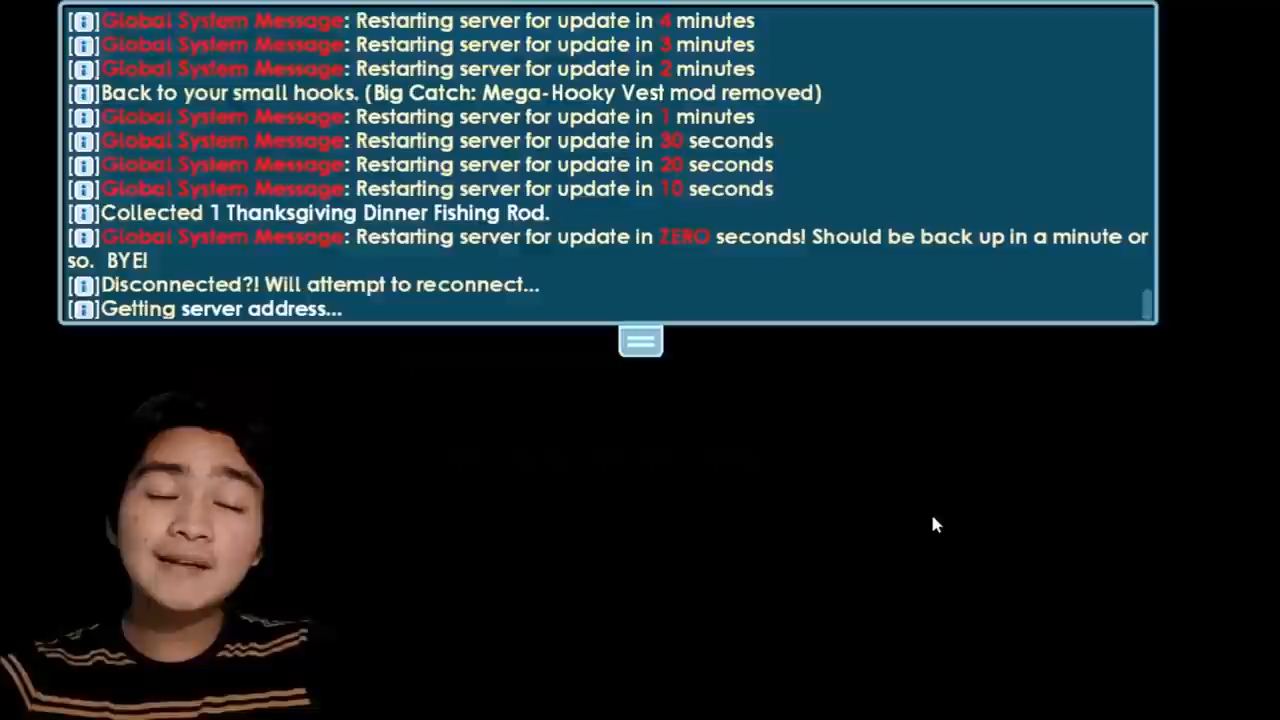 [i]Global System Message: Restarting server for update in 4 minutes
[i]Global System Message: Restarting server for update in 3 minutes
[i]Global System Message: Restarting server for update in 2 minutes
[i]Back to your small hooks. (Big Catch: Mega-Hooky Vest mod removed)
[i]Global System Message: Restarting server for update in 1 minutes
[i]Global System Message: Restarting server for update in 30 seconds
[i]Global System Message: Restarting server for update in 20 seconds
[i]Global System Message: Restarting server for update in 10 seconds
[i]Collected 1 Thanksgiving Dinner Fishing Rod.
[i]Global System Message: Restarting server for update in ZERO seconds! Should be back up in a minute or
so.  BYE!
[i]Disconnected?! Will attempt to reconnect...
[i]Getting server address...